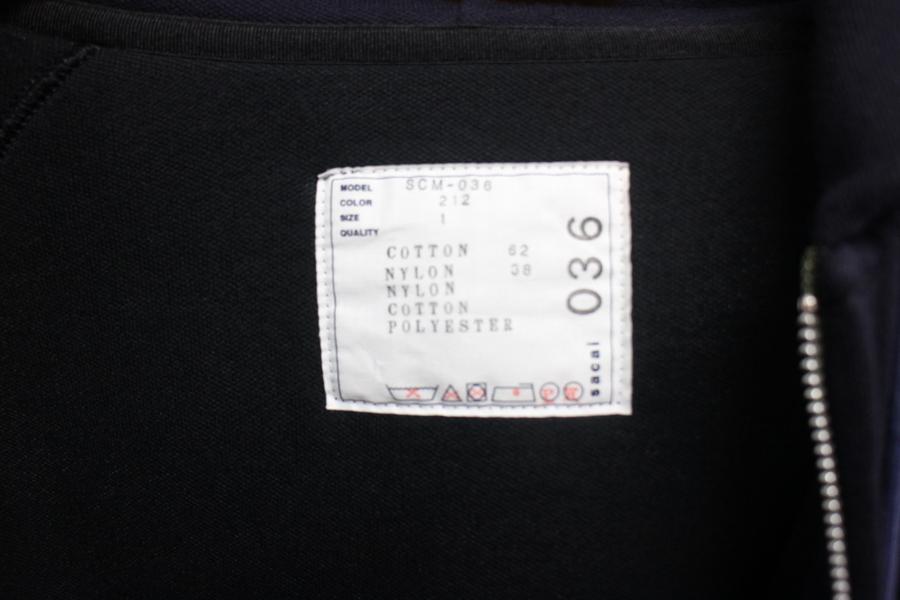 MODEL SCM-036
COLOR 212
SIZE 1
QUALITY
COTTON 62
NYLON 38
NYLON
COTTON
POLYESTER
036
sacai